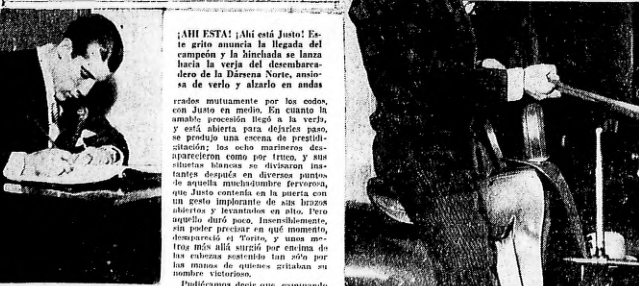 ¡AHI ESTA! ¡Ahi está Justo! Es-
te grito anuncia la llegada del
campeón y la hinchada se lanza
hacia la verja del desembarca-
dero de la Dársena Norte, ansio-
sa de verlo y alzarlo en andas
rrados mutuamente por los codos,
con Justo en medio. En cuanto la
amable procesión llegó a la verja,
y está abierta para dejarles paso,
se produjo una escena de prestidi-
gitación; los ocho marineros des-
aparecieron como por truco, y sus
siluetas blancas se divisaron ins-
tantes después en diversos puntos
de aquella muchadumbre fervorosa,
que Justo contenía en la puerta con
un gesto implorante de sus brazos
abiertos y levantados en alto. Pero
aquello duró poco. Insensiblemente,
sin poder precisar en qué momento,
desapareció el Torito, y unos me-
tros más allá surgió por encima de
las cabezas sostenido tan sólo por
las manos de quienes gritaban su
nombre victorioso.
Pudiéramos decir que, caminando